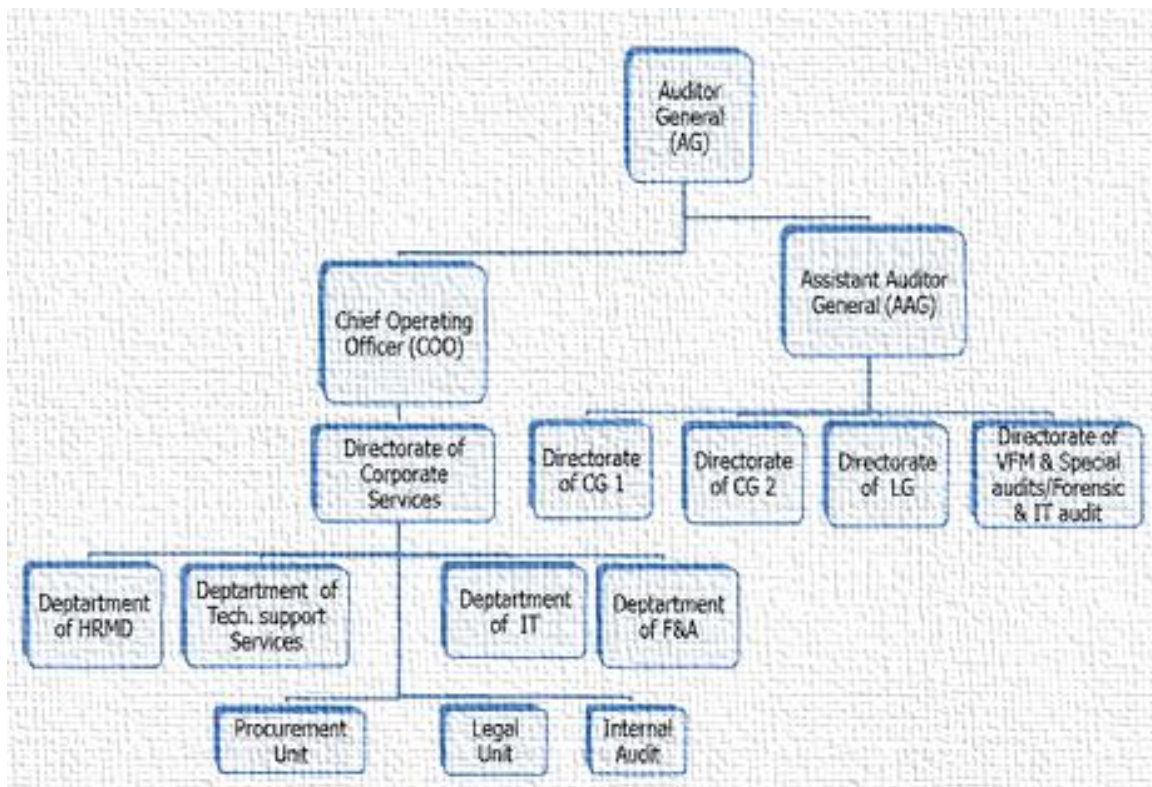 Auditor
General
(AG)
Chief Operating
Officer (COO)
Assistant Auditor
General (AAG)
Directorate of
Corporate
Services
Directorate
of CG 1
Directorate
of CG 2
Directorate
of LG
Directorate of
VFM & Special
audits/Forensic
& IT audit
Deptartment
of HRMD
Deptartment of
Tech. support
Services
Deptartment
of IT
Deptartment
of F&A
Procurement
Unit
Legal
Unit
Internal
Audit